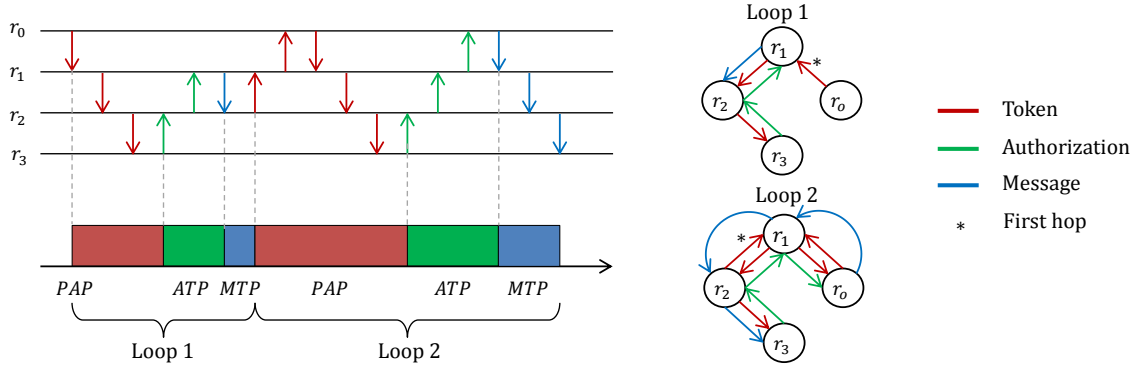 r0
r1
r2
r3
PAP ATP MTP PAP ATP MTP
Loop 1 Loop 2
Loop 1
r1
*
r2 ro
r3
Loop 2
r1
*
r2 ro
r3
Token
Authorization
Message
* First hop